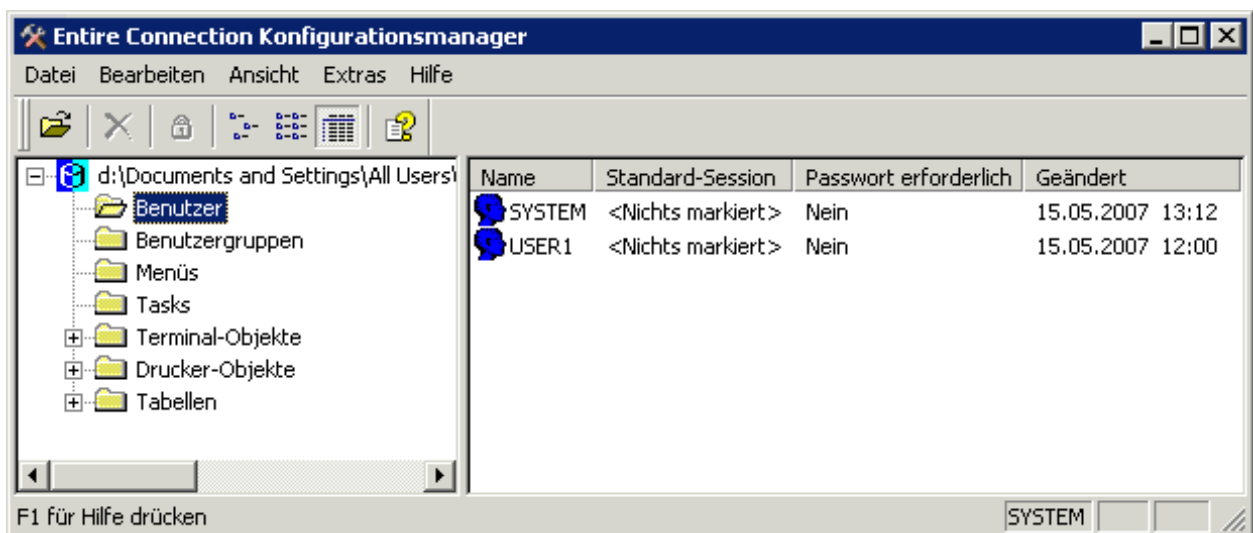 Entire Connection Konfigurationsmanager
Datei Bearbeiten Ansicht Extras Hilfe
d:\Documents and Settings\All Users\
Benutzer
Benutzergruppen
Menüs
Tasks
Terminal-Objekte
Drucker-Objekte
Tabellen
Name Standard-Session Passwort erforderlich Geändert
SYSTEM <Nichts markiert> Nein 15.05.2007 13:12
USER1 <Nichts markiert> Nein 15.05.2007 12:00
F1 für Hilfe drücken SYSTEM